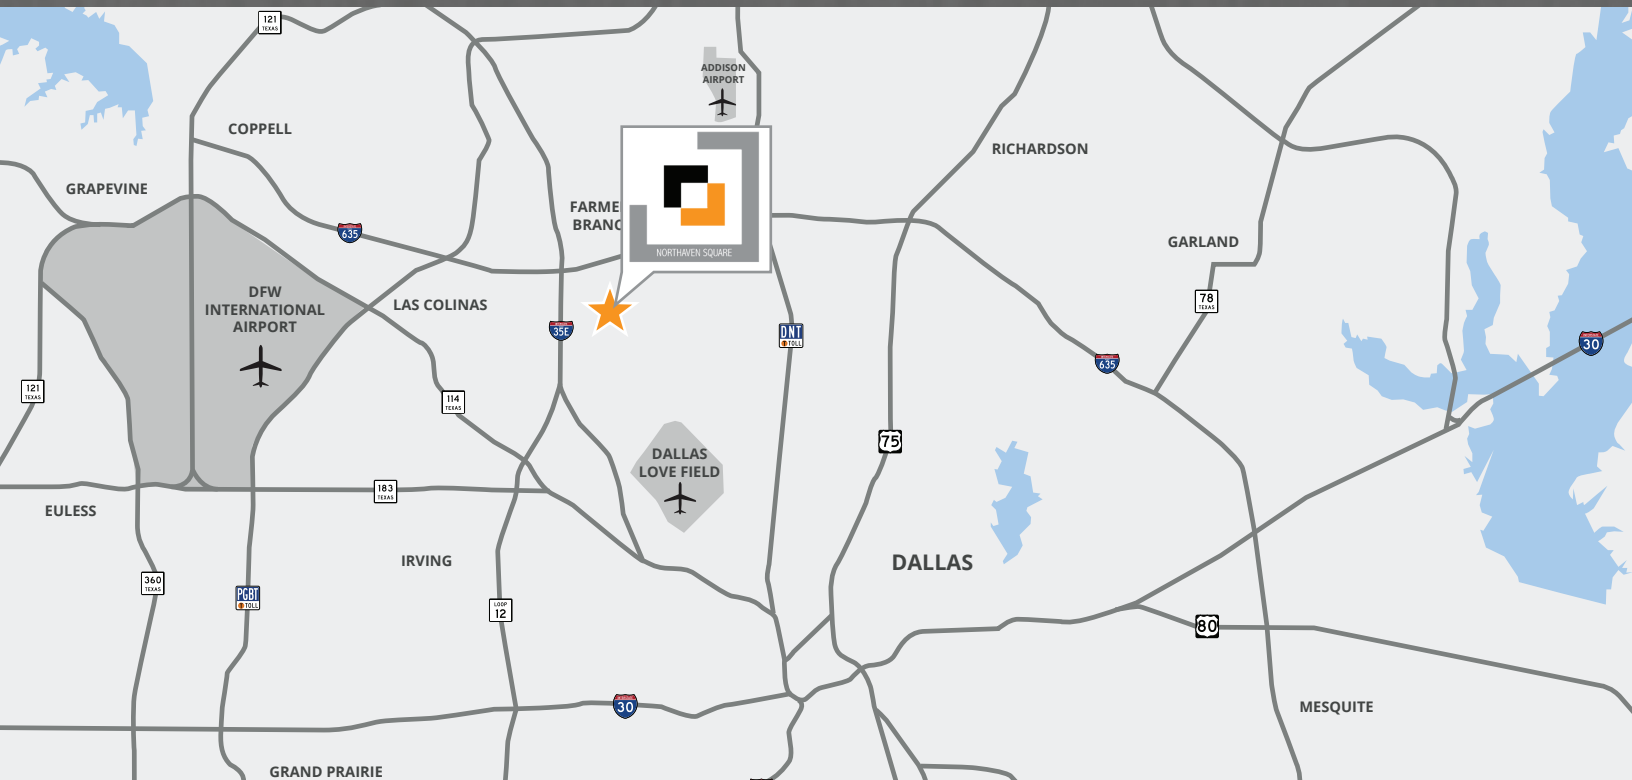 121
TEXAS
ADDISON
AIRPORT
COPPELL
RICHARDSON
GRAPEVINE
FARME
BRANC
635
GARLAND
NORTHAVEN SQUARE
DFW
INTERNATIONAL
AIRPORT
LAS COLINAS
78
TEXAS
35E
DNT
TOLL
30
635
121
TEXAS
114
TEXAS
75
DALLAS
LOVE FIELD
183
TEXAS
EULESS
IRVING
DALLAS
360
TEXAS
PGBT
TOLL
LOOP
12
80
30
MESQUITE
GRAND PRAIRIE